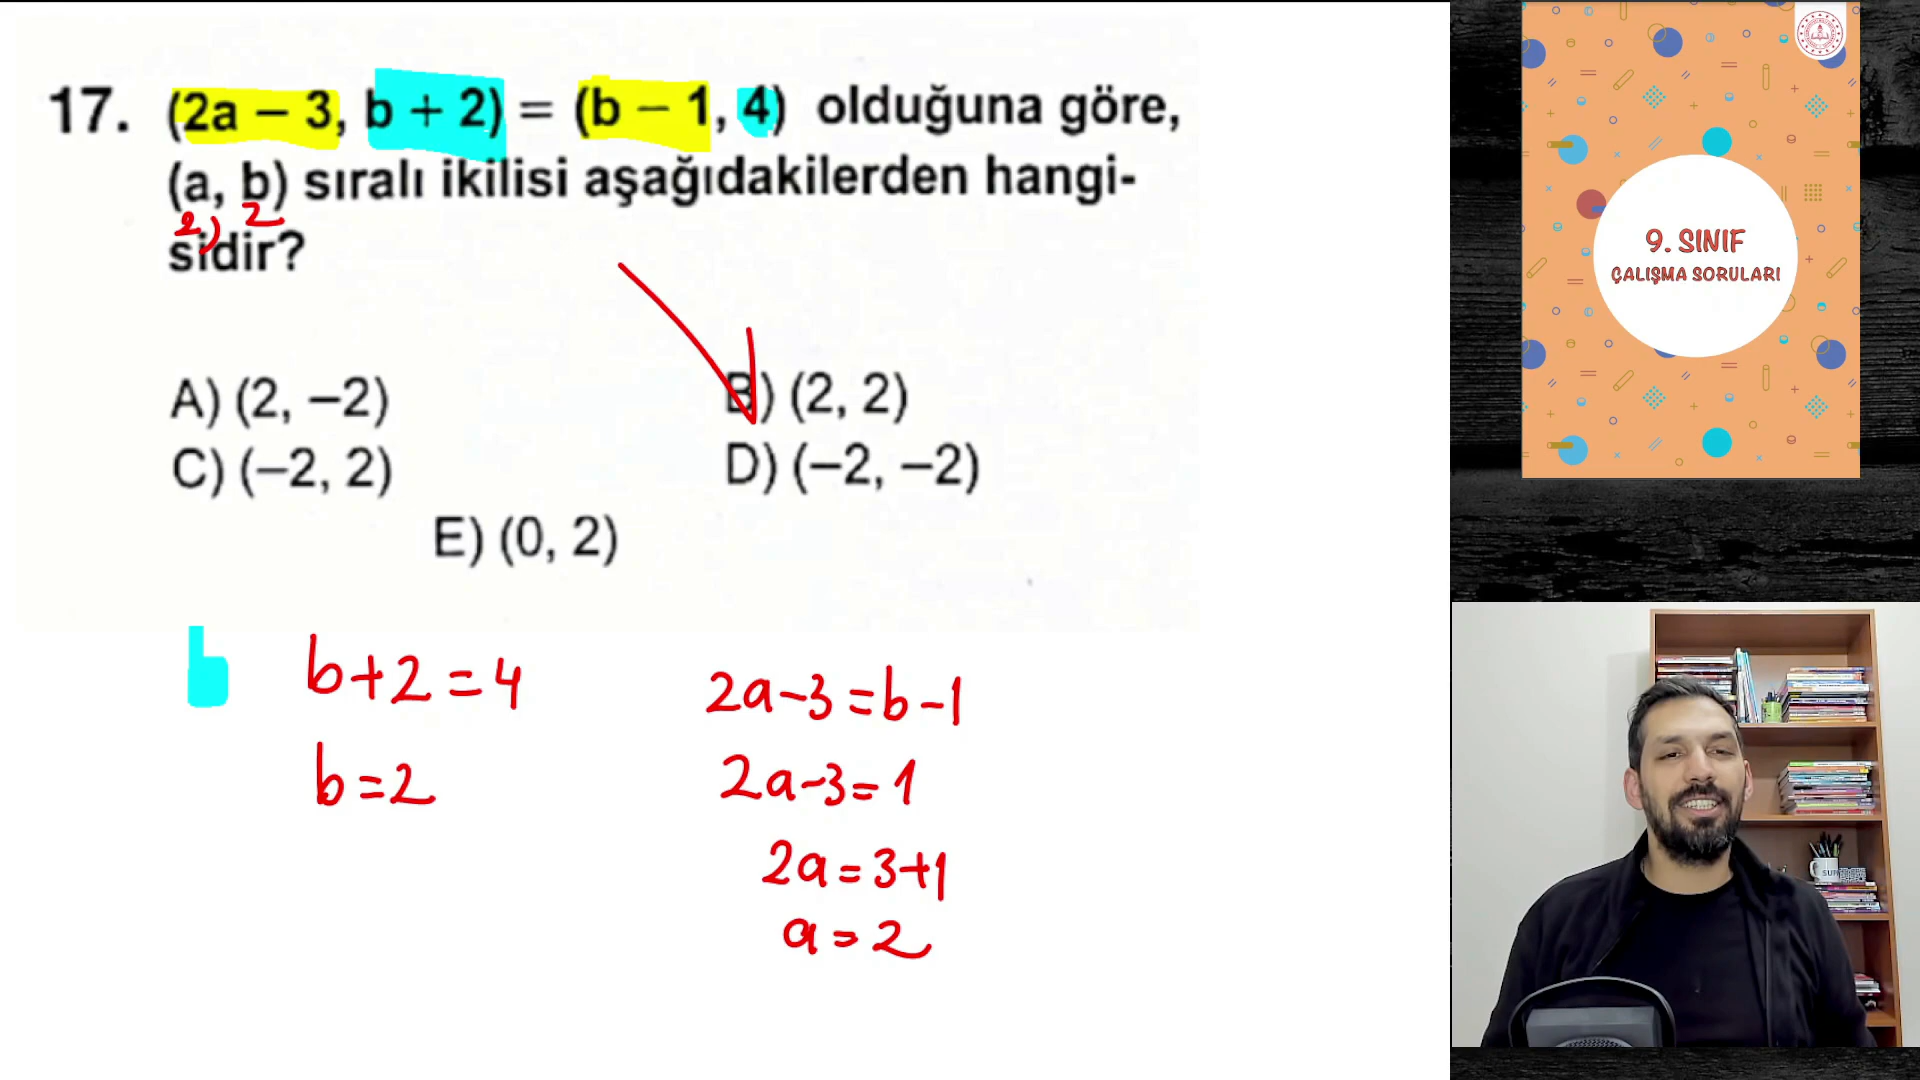 17. (2a – 3, b + 2) = (b – 1, 4) olduğuna göre,
(a, b) sıralı ikilisi aşağıdakilerden hangi-
2, 2
sidir?
A) (2, –2)
B) (2, 2)
C) (–2, 2)
D) (–2, –2)
E) (0, 2)
b+2=4
b=2
2a-3=b-1
2a-3=1
2a=3+1
a=2
9. SINIF
ÇALIŞMA SORULARI
SUP